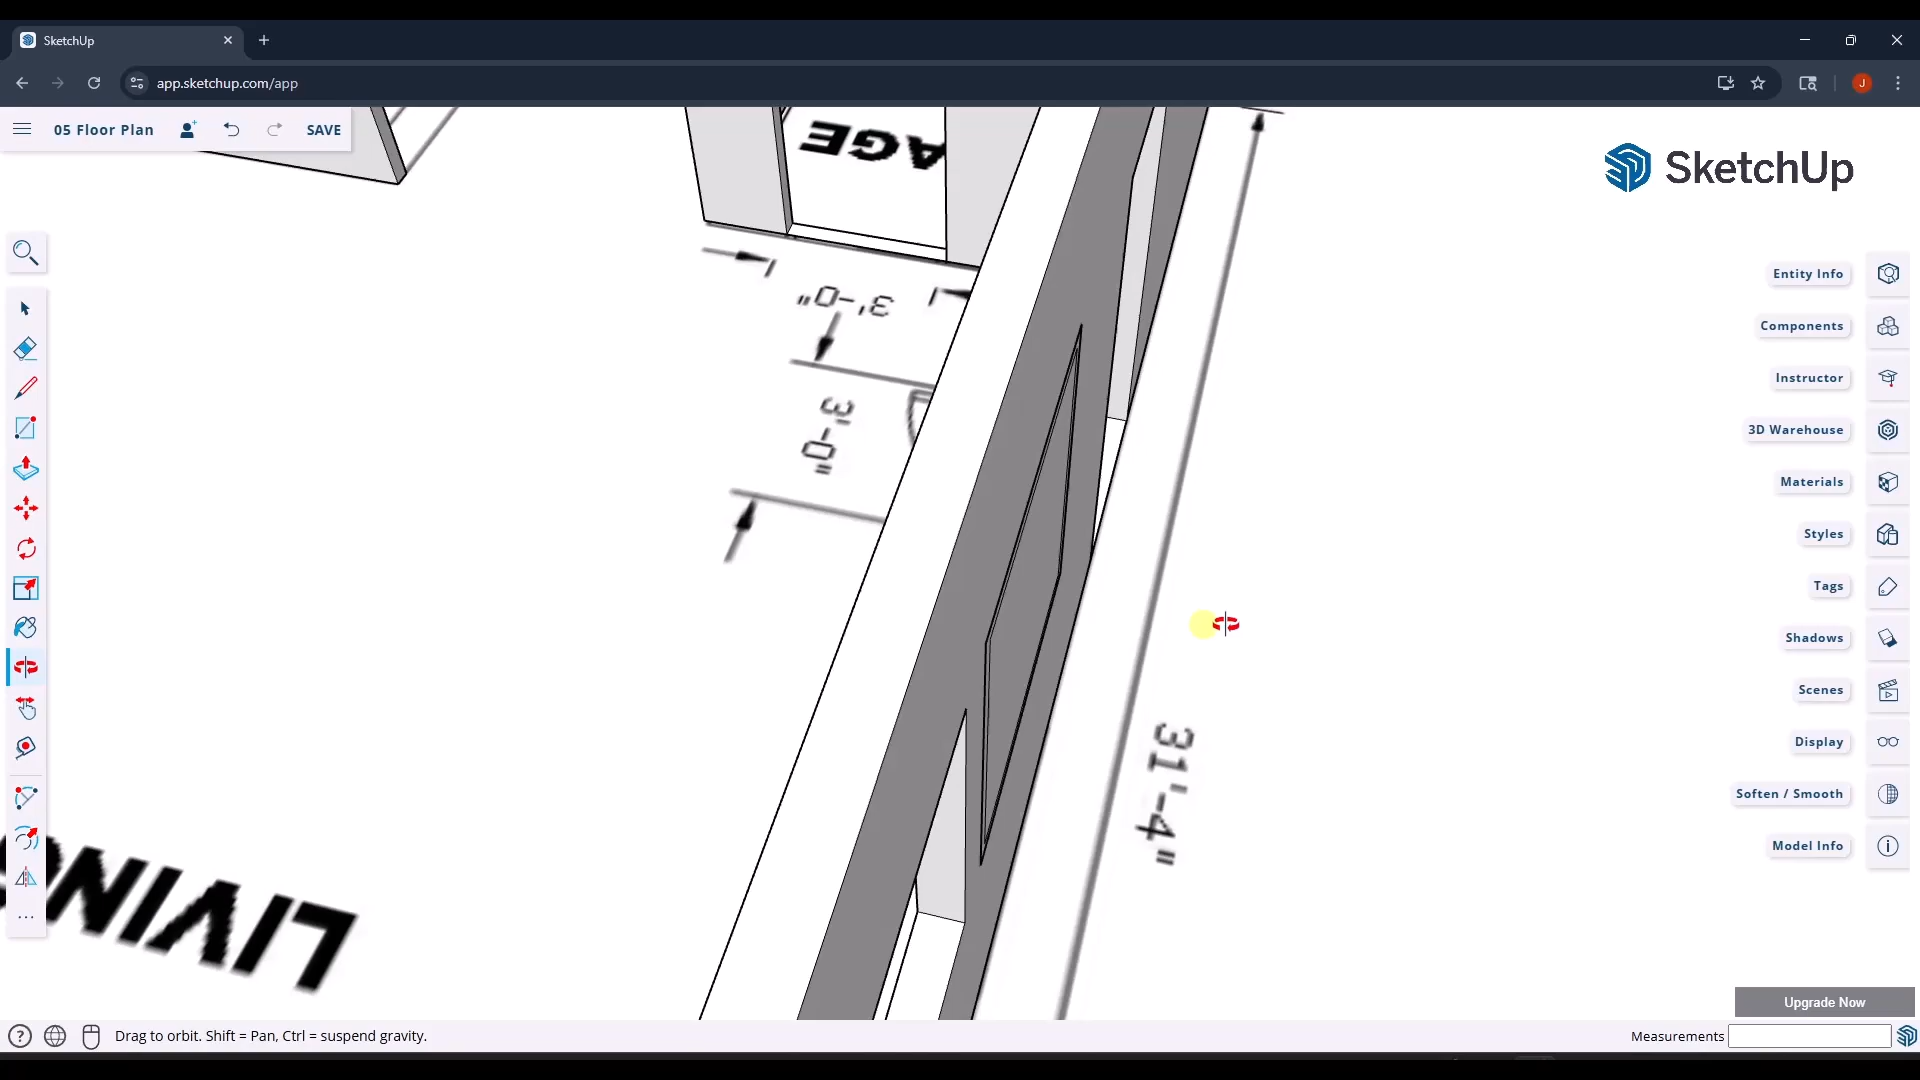 SketchUp
app.sketchup.com/app
J
05 Floor Plan
SAVE
SketchUp
AGE
3'-0"
3'-0"
31'-4"
LIVING
Entity Info
Components
Instructor
3D Warehouse
Materials
Styles
Tags
Shadows
Scenes
Display
Soften / Smooth
Model Info
Upgrade Now
Drag to orbit. Shift = Pan, Ctrl = suspend gravity.
Measurements